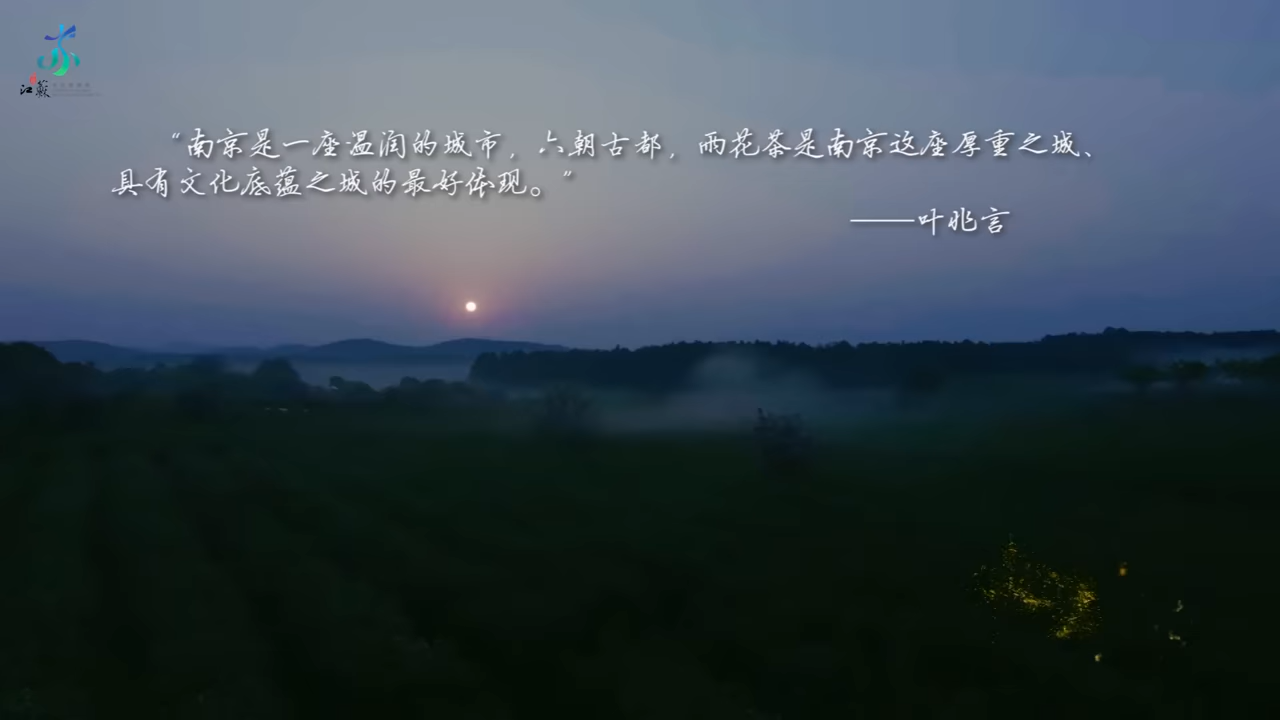 苏
江蘇
“南京是一座温润的城市，六朝古都，雨花茶是南京这座厚重之城、
具有文化底蕴之城的最好体现。”
——叶兆言